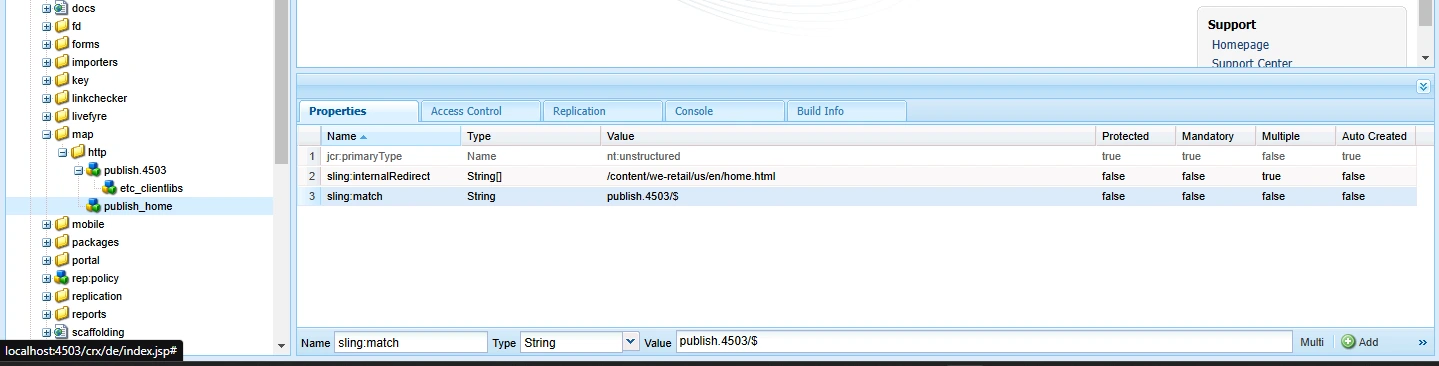 docs
fd
forms
importers
key
linkchecker
livefyre
map
http
publish.4503
etc_clientlibs
publish_home
mobile
packages
portal
rep:policy
replication
reports
scaffolding
localhost:4503/crx/de/index.jsp#
Support
Homepage
Support Center
Properties Access Control Replication Console Build Info
Name Type Value Protected Mandatory Multiple Auto Created
1 jcr:primaryType Name nt:unstructured true true false true
2 sling:internalRedirect String[] /content/we-retail/us/en/home.html false false true false
3 sling:match String publish.4503/$ false false false false
Name sling:match Type String Value publish.4503/$ Multi Add »